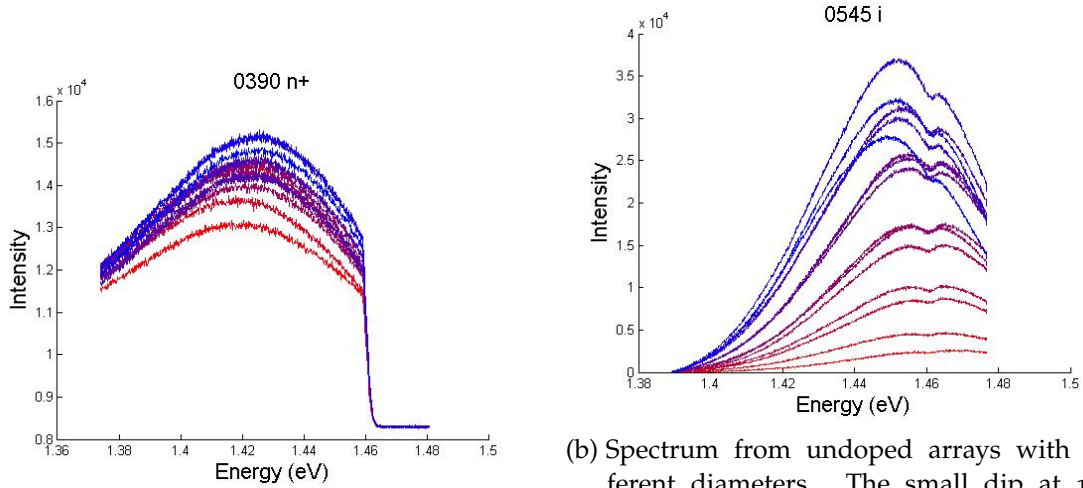 0390 n+
x 10⁴
1.6
1.5
1.4
1.3
1.2
1.1
1
0.9
0.8
Intensity
1.36 1.38 1.4 1.42 1.44 1.46 1.48 1.5
Energy (eV)
0545 i
x 10⁴
4
3.5
3
2.5
2
1.5
1
0.5
0
Intensity
1.38 1.4 1.42 1.44 1.46 1.48 1.5
Energy (eV)
(b) Spectrum from undoped arrays with
ferent diameters. The small dip at